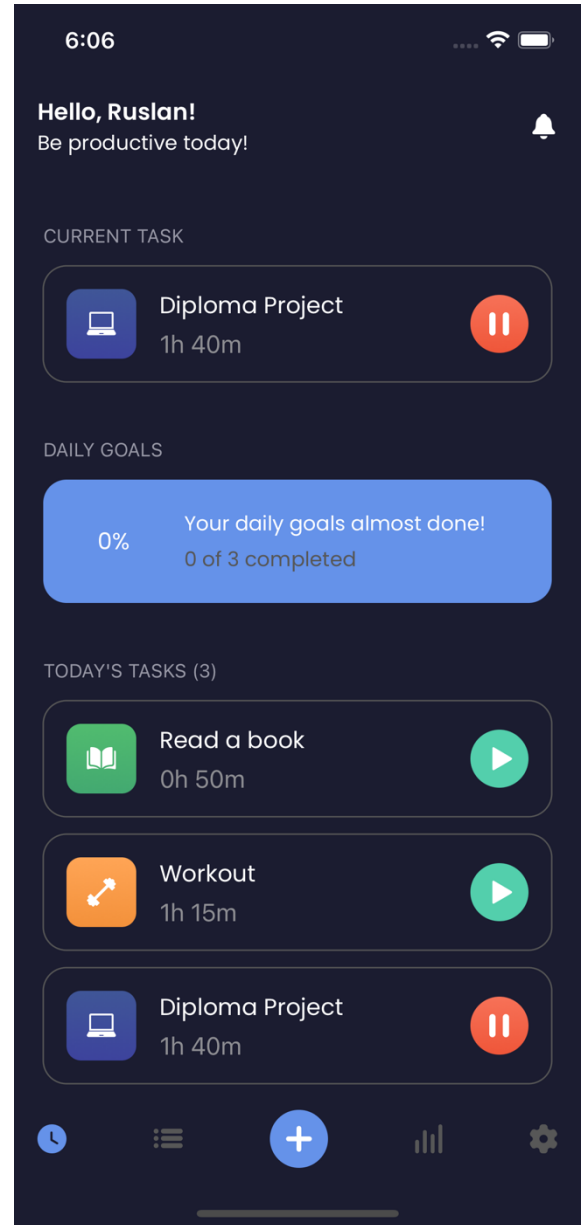 6:06
Hello, Ruslan!
Be productive today!
CURRENT TASK
Diploma Project
1h 40m
DAILY GOALS
0%
Your daily goals almost done!
0 of 3 completed
TODAY'S TASKS (3)
Read a book
0h 50m
Workout
1h 15m
Diploma Project
1h 40m